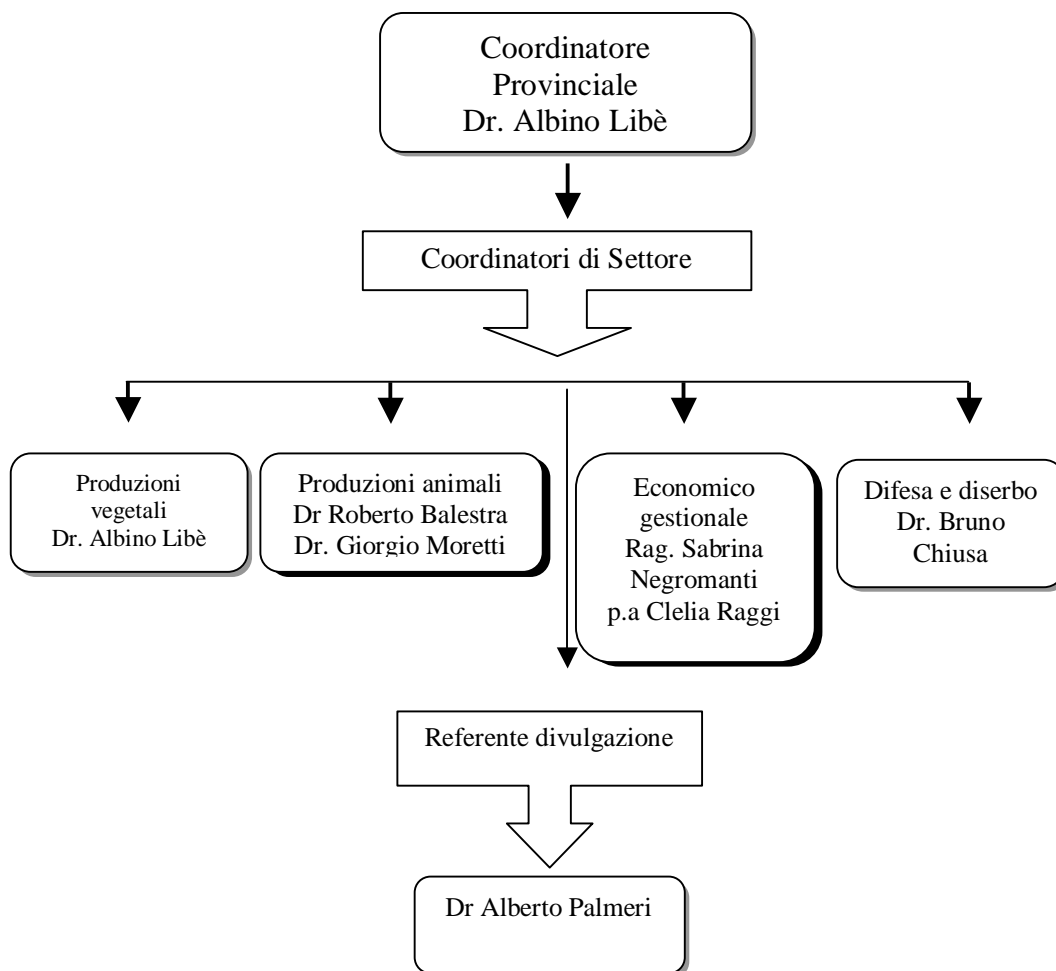 Coordinatore
Provinciale
Dr. Albino Libè
Coordinatori di Settore
Produzioni
vegetali
Dr. Albino Libè
Produzioni animali
Dr Roberto Balestra
Dr. Giorgio Moretti
Economico
gestionale
Rag. Sabrina
Negromanti
p.a Clelia Raggi
Difesa e diserbo
Dr. Bruno
Chiusa
Referente divulgazione
Dr Alberto Palmeri